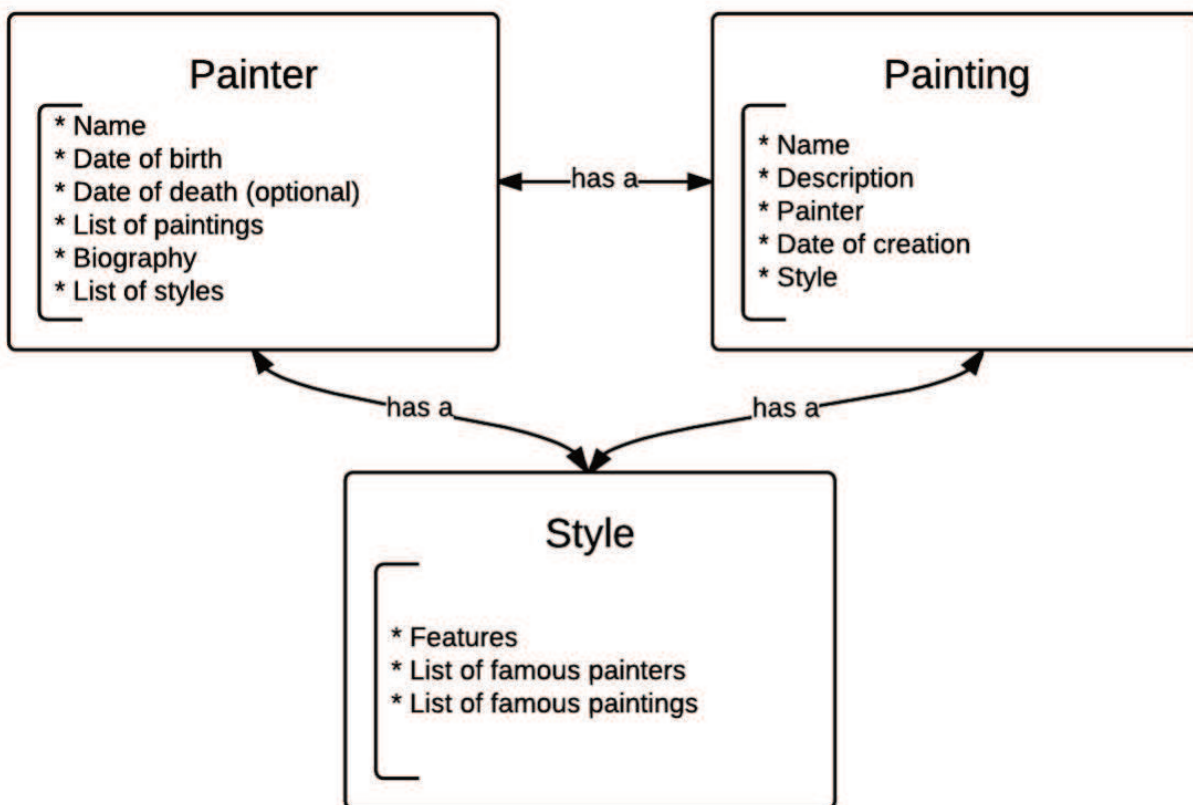 Painter
* Name
* Date of birth
* Date of death (optional)
* List of paintings
* Biography
* List of styles
has a
Painting
* Name
* Description
* Painter
* Date of creation
* Style
has a
has a
Style
* Features
* List of famous painters
* List of famous paintings